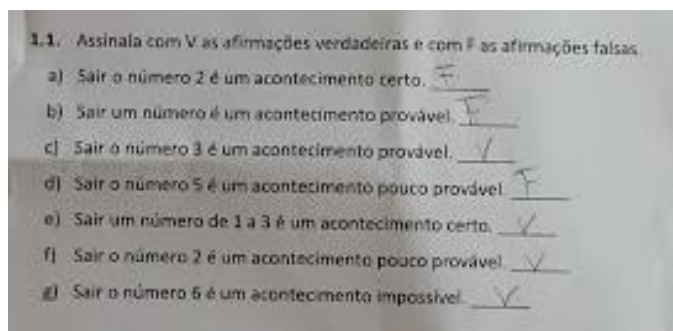 1.1. Assinala com V as afirmações verdadeiras e com F as afirmações falsas.
a) Sair o número 2 é um acontecimento certo. F
b) Sair um número é um acontecimento provável. F
c) Sair o número 3 é um acontecimento provável. V
d) Sair o número 5 é um acontecimento pouco provável F
e) Sair um número de 1 a 3 é um acontecimento certo. V
f) Sair o número 2 é um acontecimento pouco provável V
g) Sair o número 6 é um acontecimento impossível. V